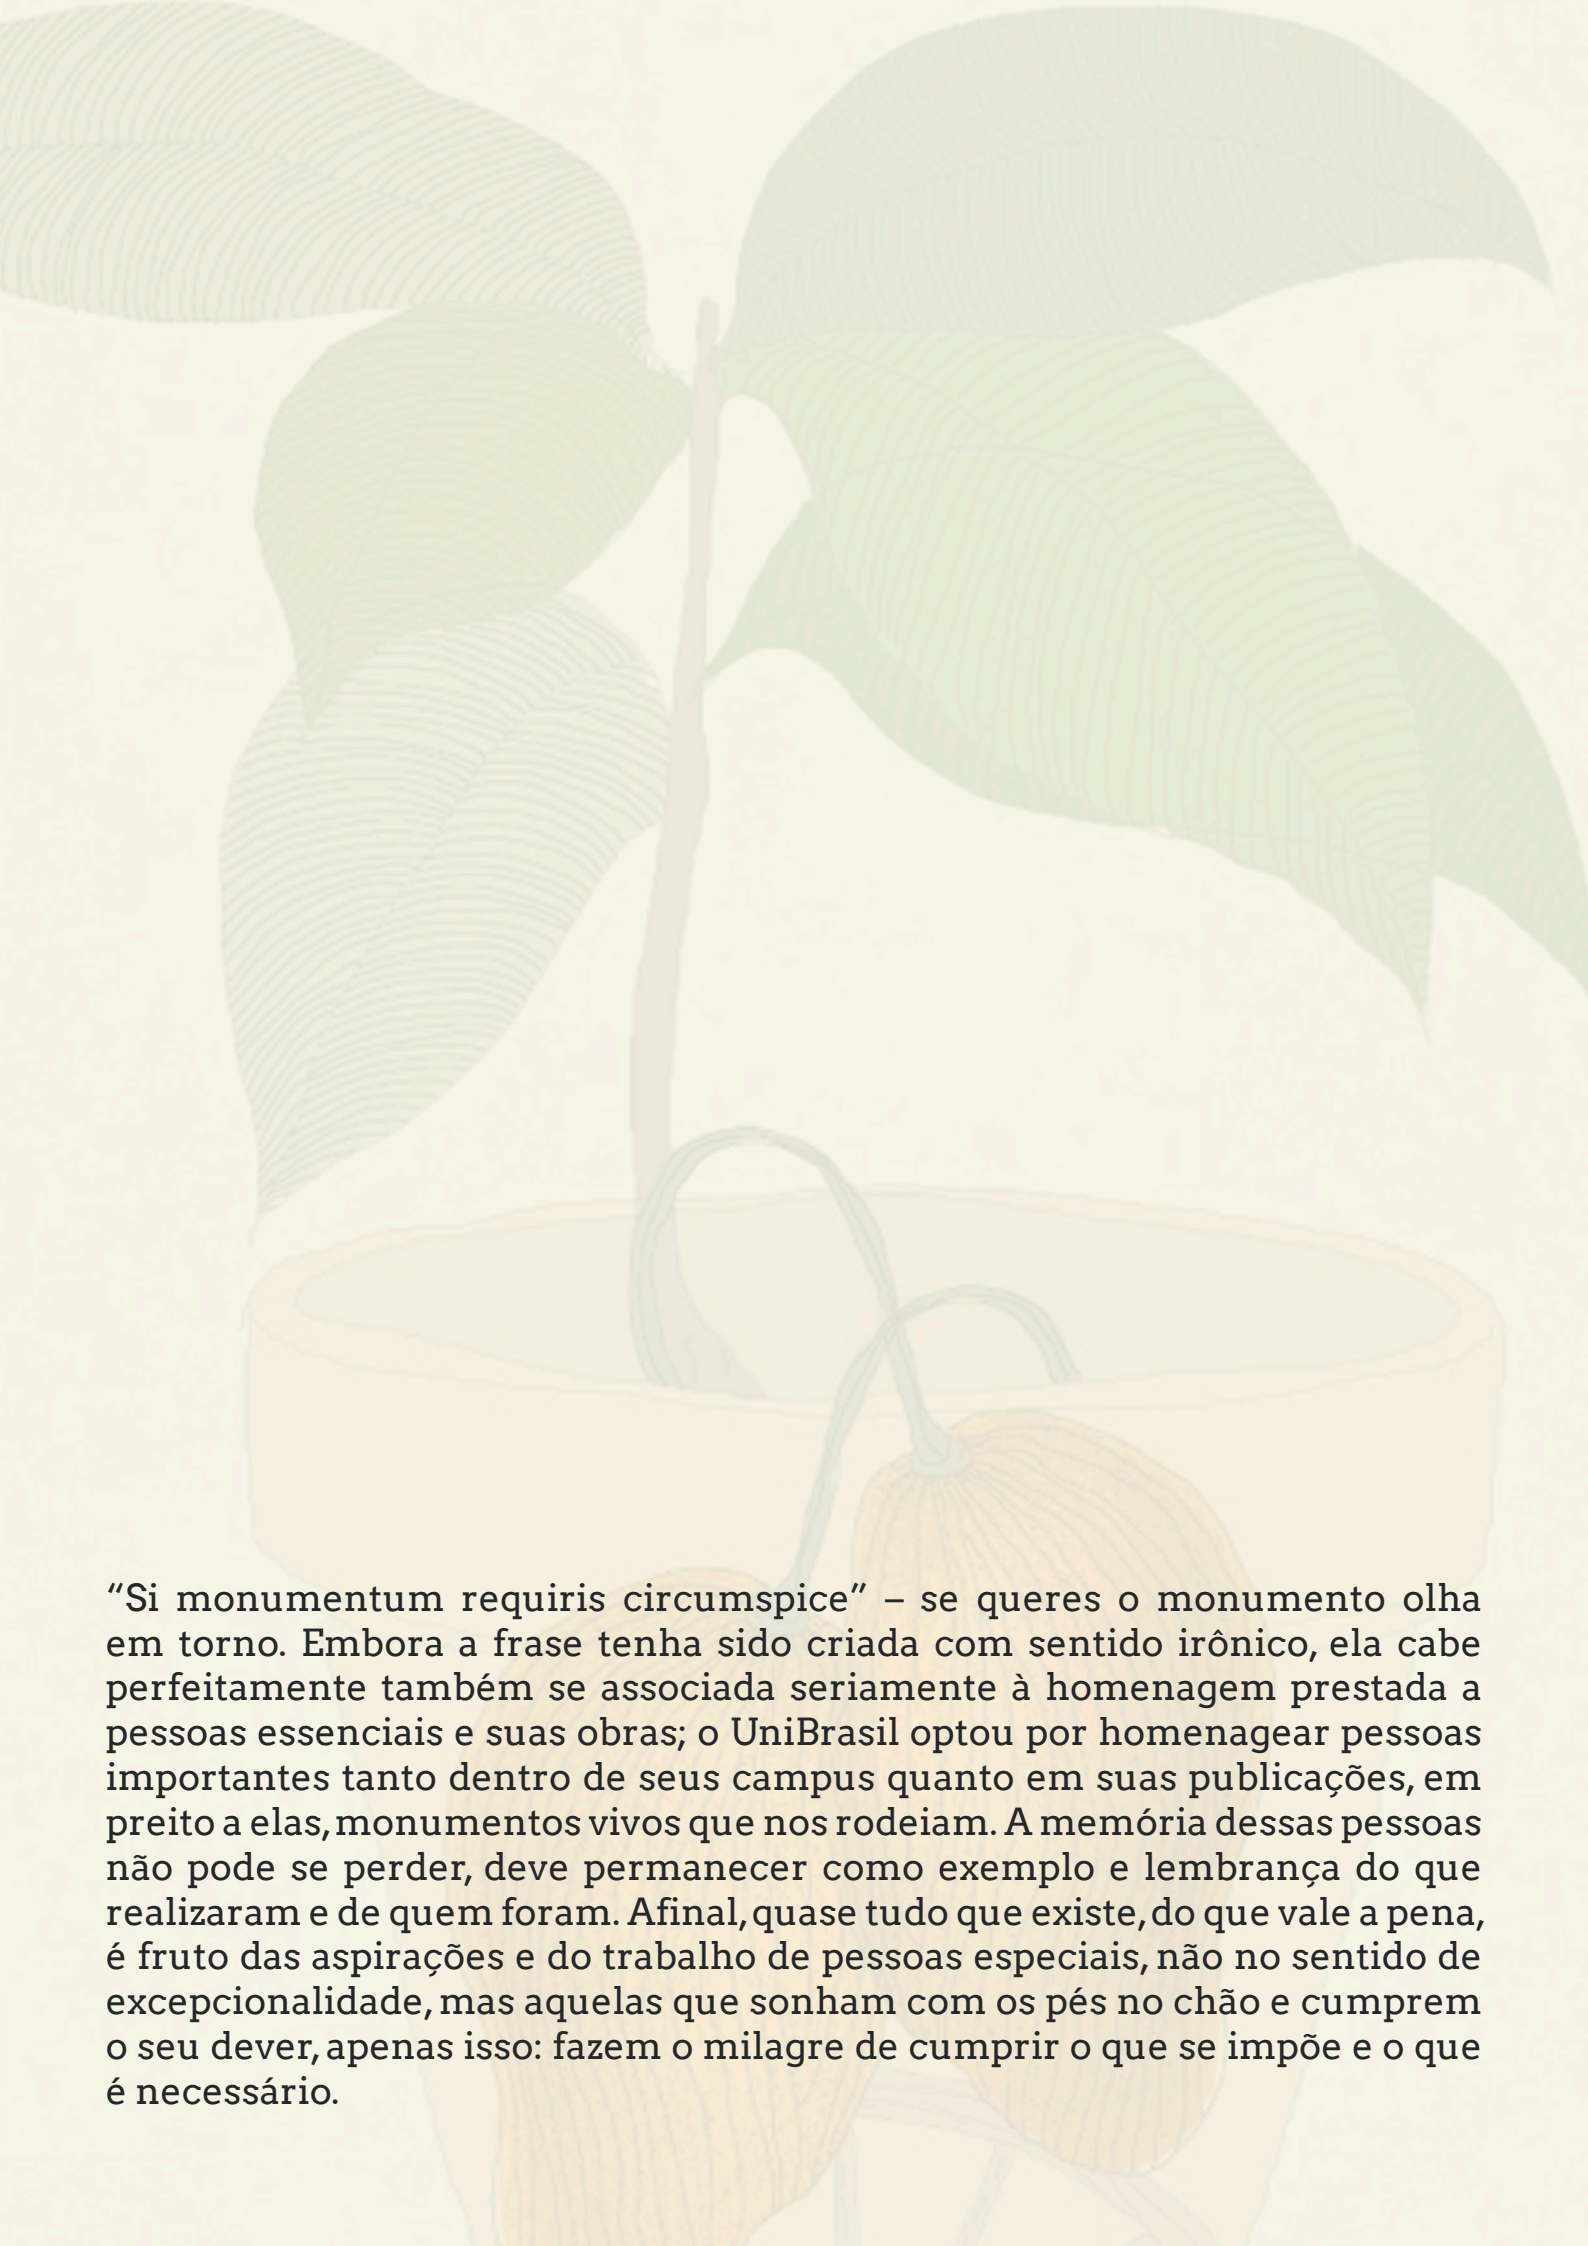 “Si monumentum requiris circumspice” – se queres o monumento olha
em torno. Embora a frase tenha sido criada com sentido irônico, ela cabe
perfeitamente também se associada seriamente à homenagem prestada a
pessoas essenciais e suas obras; o UniBrasil optou por homenagear pessoas
importantes tanto dentro de seus campus quanto em suas publicações, em
preito a elas, monumentos vivos que nos rodeiam. A memória dessas pessoas
não pode se perder, deve permanecer como exemplo e lembrança do que
realizaram e de quem foram. Afinal, quase tudo que existe, do que vale a pena,
é fruto das aspirações e do trabalho de pessoas especiais, não no sentido de
excepcionalidade, mas aquelas que sonham com os pés no chão e cumprem
o seu dever, apenas isso: fazem o milagre de cumprir o que se impõe e o que
é necessário.